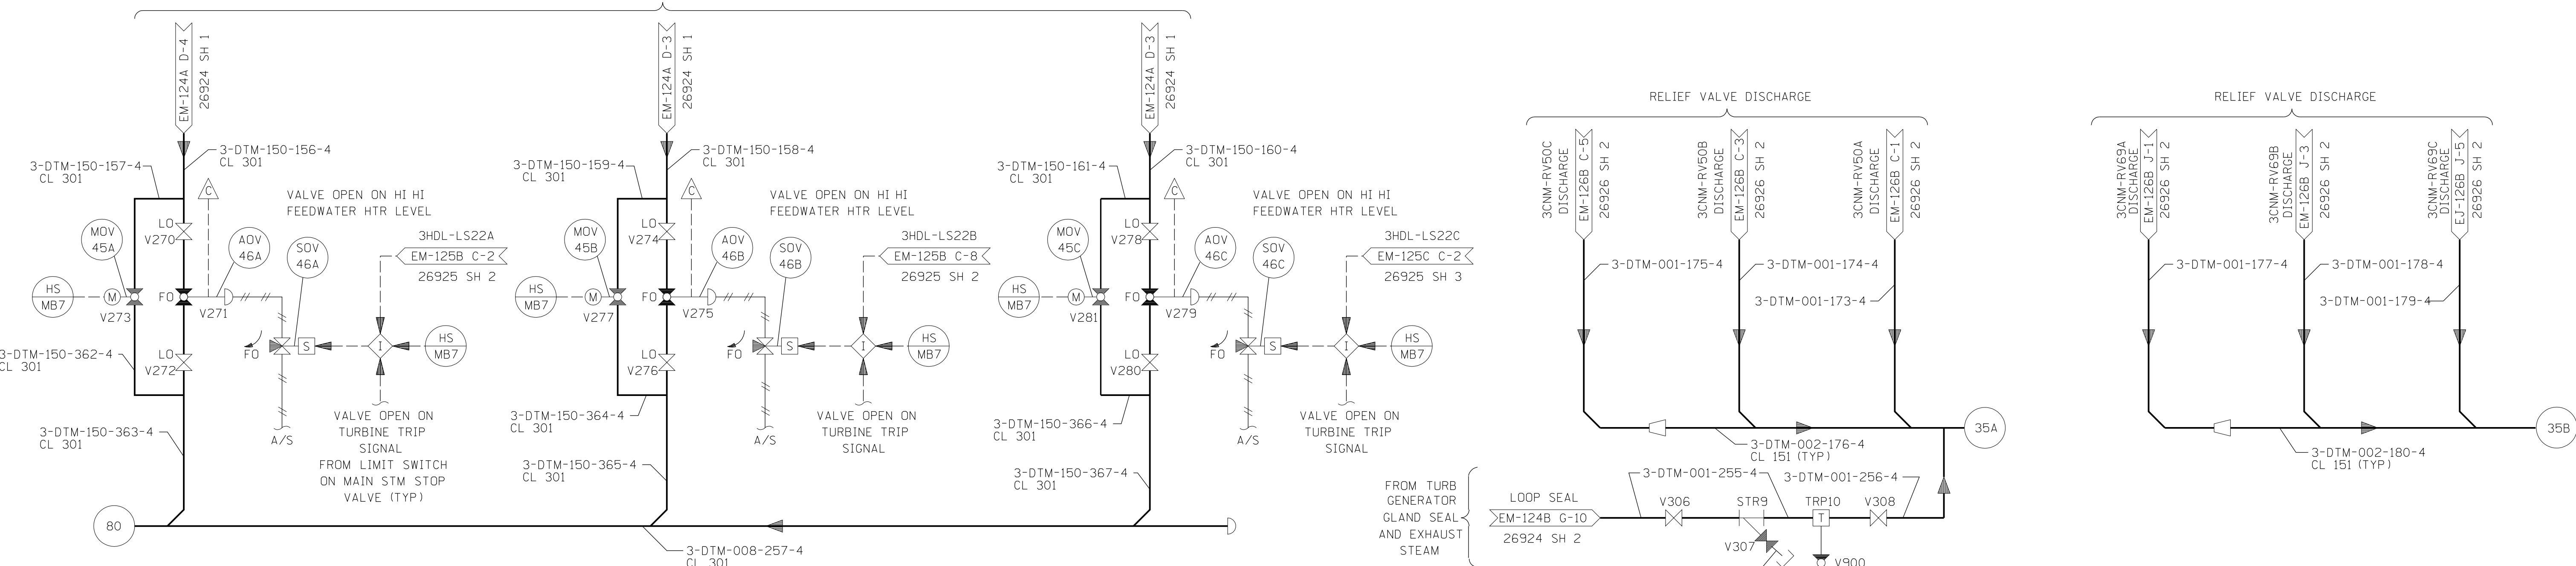 EM-124A D-4
26924 SH 1
3-DTM-150-157-4
CL 301
3-DTM-150-156-4
CL 301
C
VALVE OPEN ON HI HI
FEEDWATER HTR LEVEL
LO
V270
MOV
45A
AOV
46A
SOV
46A
3HDL-LS22A
EM-125B C-2
26925 SH 2
HS
MB7
M
FO
V273
V271
FO
S
I
HS
MB7
3-DTM-150-362-4
CL 301
LO
V272
VALVE OPEN ON
TURBINE TRIP
SIGNAL
FROM LIMIT SWITCH
ON MAIN STM STOP
VALVE (TYP)
A/S
3-DTM-150-363-4
CL 301
80
EM-124A D-3
26924 SH 1
3-DTM-150-159-4
CL 301
3-DTM-150-158-4
CL 301
C
VALVE OPEN ON HI HI
FEEDWATER HTR LEVEL
LO
V274
MOV
45B
AOV
46B
SOV
46B
3HDL-LS22B
EM-125B C-8
26925 SH 2
HS
MB7
M
FO
V277
V275
FO
S
I
HS
MB7
LO
V276
3-DTM-150-364-4
CL 301
VALVE OPEN ON
TURBINE TRIP
SIGNAL
A/S
3-DTM-150-365-4
CL 301
3-DTM-008-257-4
CL 301
EM-124A D-3
26924 SH 1
3-DTM-150-161-4
CL 301
3-DTM-150-160-4
CL 301
C
VALVE OPEN ON HI HI
FEEDWATER HTR LEVEL
LO
V278
MOV
45C
AOV
46C
SOV
46C
3HDL-LS22C
EM-125C C-2
26925 SH 3
HS
MB7
M
FO
V281
V279
FO
S
I
HS
MB7
LO
V280
3-DTM-150-366-4
CL 301
VALVE OPEN ON
TURBINE TRIP
SIGNAL
A/S
3-DTM-150-367-4
CL 301
RELIEF VALVE DISCHARGE
3CNM-RV50C
DISCHARGE
EM-126B C-5
26926 SH 2
3CNM-RV50B
DISCHARGE
EM-126B C-3
26926 SH 2
3CNM-RV50A
DISCHARGE
EM-126B C-1
26926 SH 2
3-DTM-001-175-4
3-DTM-001-174-4
3-DTM-001-173-4
35A
3-DTM-002-176-4
CL 151 (TYP)
FROM TURB
GENERATOR
GLAND SEAL
AND EXHAUST
STEAM
LOOP SEAL
EM-124B G-10
26924 SH 2
3-DTM-001-255-4
3-DTM-001-256-4
V306
STR9
TRP10
V308
T
V307
V900
RELIEF VALVE DISCHARGE
3CNM-RV69A
DISCHARGE
EM-126B J-1
26926 SH 2
3CNM-RV69B
DISCHARGE
EM-126B J-3
26926 SH 2
3CNM-RV69C
DISCHARGE
EJ-126B J-5
26926 SH 2
3-DTM-001-177-4
3-DTM-001-178-4
3-DTM-001-179-4
35B
3-DTM-002-180-4
CL 151 (TYP)